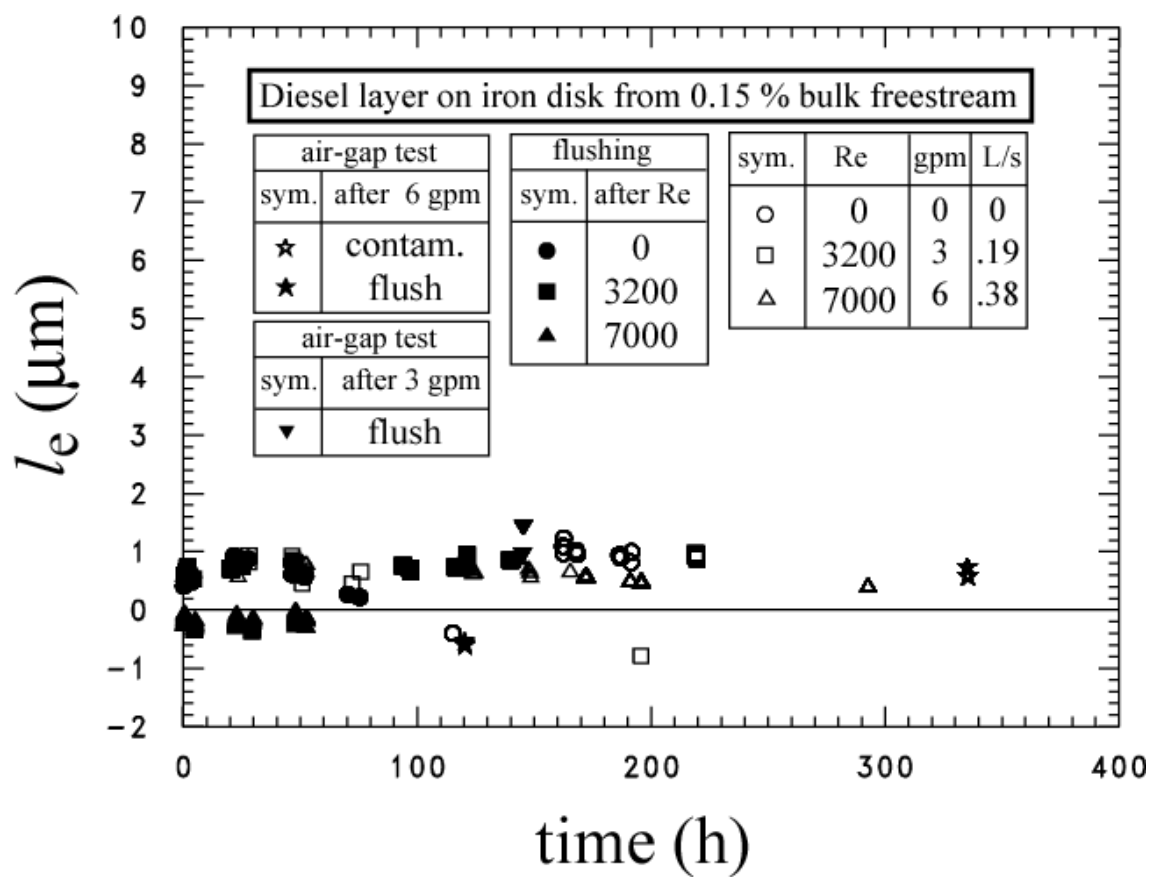 10
9
8
7
6
5
4
3
2
1
0
-1
-2
le (μm)
Diesel layer on iron disk from 0.15 % bulk freestream
air-gap test
sym. after 6 gpm
contam.
flush
air-gap test
sym. after 3 gpm
flush
flushing
sym. after Re
0
3200
7000
sym. Re gpm L/s
0 0 0
3200 3 .19
7000 6 .38
0 100 200 300 400
time (h)